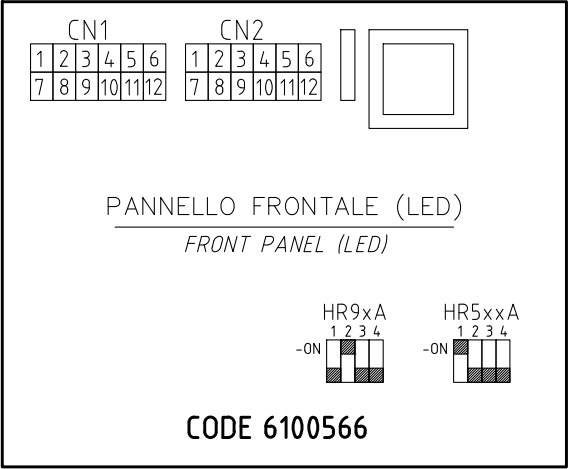 CN1 CN2
1 2 3 4 5 6 1 2 3 4 5 6
7 8 9 10 11 12 7 8 9 10 11 12
PANNELLO FRONTALE (LED)
FRONT PANEL (LED)
HR9xA HR5xxA
1 2 3 4 1 2 3 4
-ON -ON
CODE 6100566